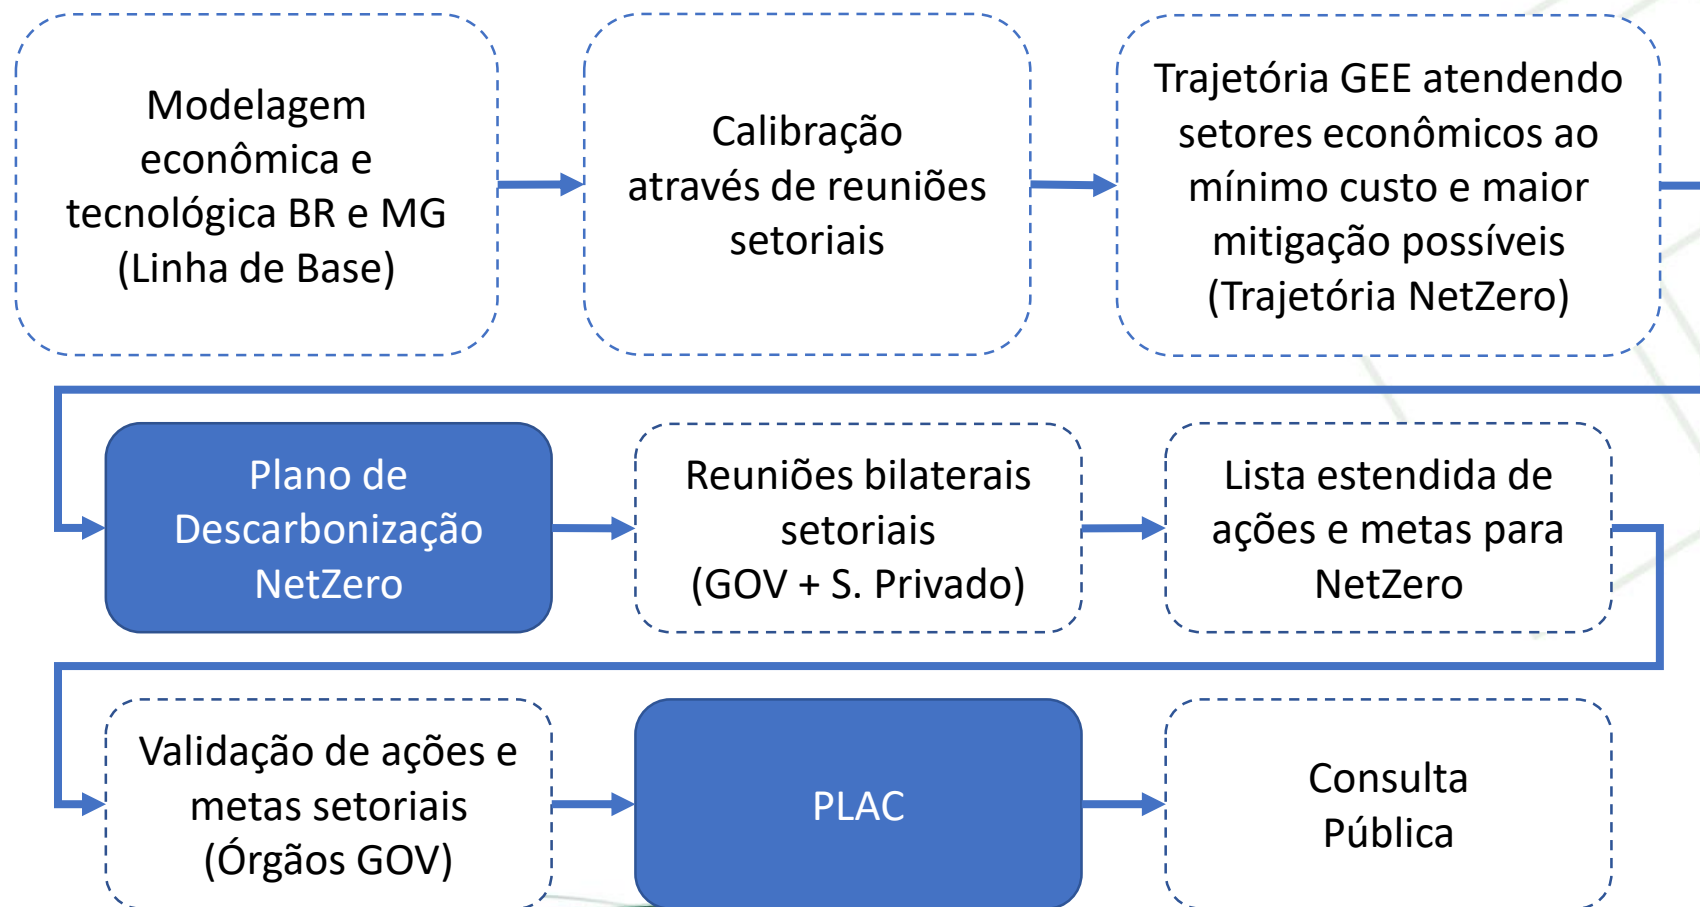 Modelagem
econômica e
tecnológica BR e MG
(Linha de Base)
Calibração
através de reuniões
setoriais
Trajetória GEE atendendo
setores econômicos ao
mínimo custo e maior
mitigação possíveis
(Trajetória NetZero)
Plano de
Descarbonização
NetZero
Reuniões bilaterais
setoriais
(GOV + S. Privado)
Lista estendida de
ações e metas para
NetZero
Validação de ações e
metas setoriais
(Órgãos GOV)
PLAC
Consulta
Pública